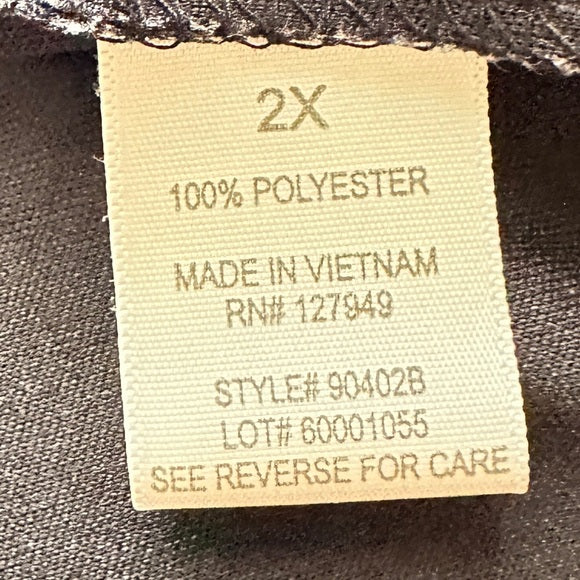 2X
100% POLYESTER
MADE IN VIETNAM
RN# 127949
STYLE# 90402B
LOT# 60001055
SEE REVERSE FOR CARE